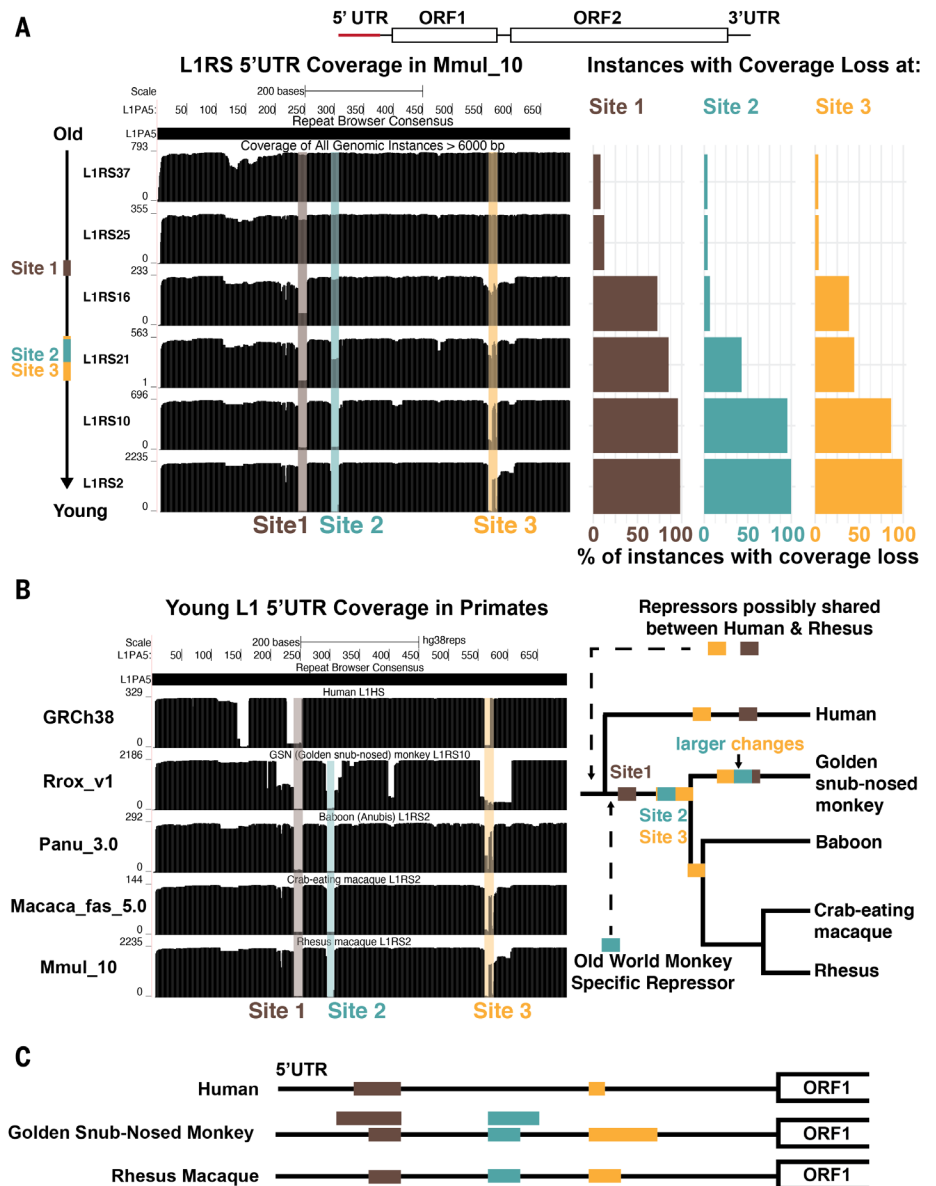 A
5' UTR ORF1 ORF2 3'UTR
L1RS 5'UTR Coverage in Mmul_10
Scale 200 bases
L1PA5: 50 100 150 200 250 300 350 400 450 500 550 600 650
Repeat Browser Consensus
L1PA5
Coverage of All Genomic Instances > 6000 bp
Old
793
L1RS37
0
355
L1RS25
0
Site 1
233
L1RS16
0
563
Site 2
L1RS21
Site 3
1
696
L1RS10
0
2235
L1RS2
0
Young
Site1 Site 2 Site 3
Instances with Coverage Loss at:
Site 1 Site 2 Site 3
0 50 100 0 50 100 0 50 100
% of instances with coverage loss
B
Young L1 5'UTR Coverage in Primates
Scale 200 bases hg38reps
L1PA5: 50 100 150 200 250 300 350 400 450 500 550 600 650
Repeat Browser Consensus
L1PA5
329
Human L1HS
GRCh38
0
2186
GSN (Golden snub-nosed) monkey L1RS10
Rrox_v1
0
292
Baboon (Anubis) L1RS2
Panu_3.0
0
144
Crab-eating macaque L1RS2
Macaca_fas_5.0
0
2235
Rhesus macaque L1RS2
Mmul_10
0
Site 1 Site 2 Site 3
Repressors possibly shared
between Human & Rhesus
Human
larger changes
Golden
snub-nosed
monkey
Site1
Site 2
Site 3
Baboon
Crab-eating
macaque
Rhesus
Old World Monkey
Specific Repressor
C
5'UTR
Human ORF1
Golden Snub-Nosed Monkey ORF1
Rhesus Macaque ORF1